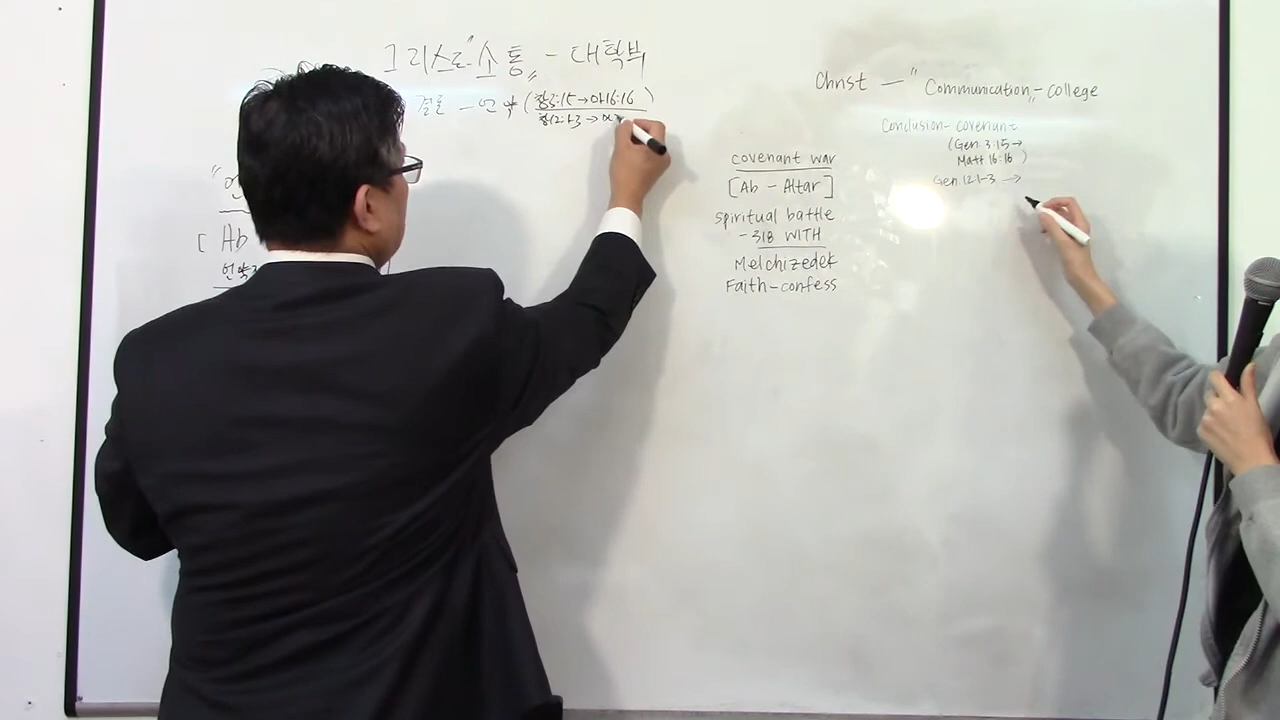 그리스도 "소통" - 대학부
결론 - 언약 (창3:15→마16:16)
창12:1-3 →
[ Ab
언약
Christ — "Communication" - college
Conclusion - covenant
(Gen. 3:15 →
Matt 16:16 )
Gen. 12:1-3 →
covenant war
[Ab - Altar]
spiritual battle
- 318 WITH
Melchizedek
Faith - confess